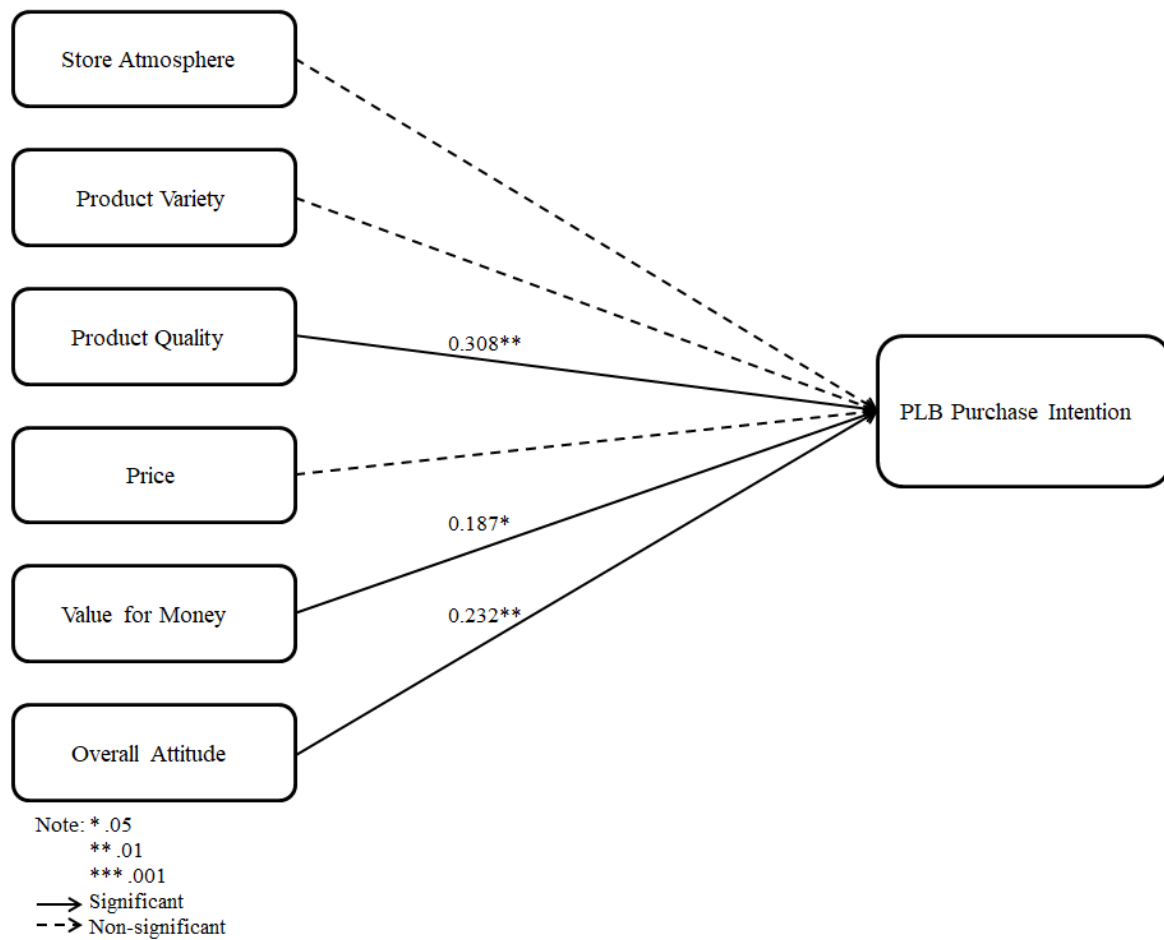 Store Atmosphere
Product Variety
Product Quality
0.308**
PLB Purchase Intention
Price
0.187*
Value for Money
0.232**
Overall Attitude
Note: * .05
** .01
*** .001
Significant
Non-significant